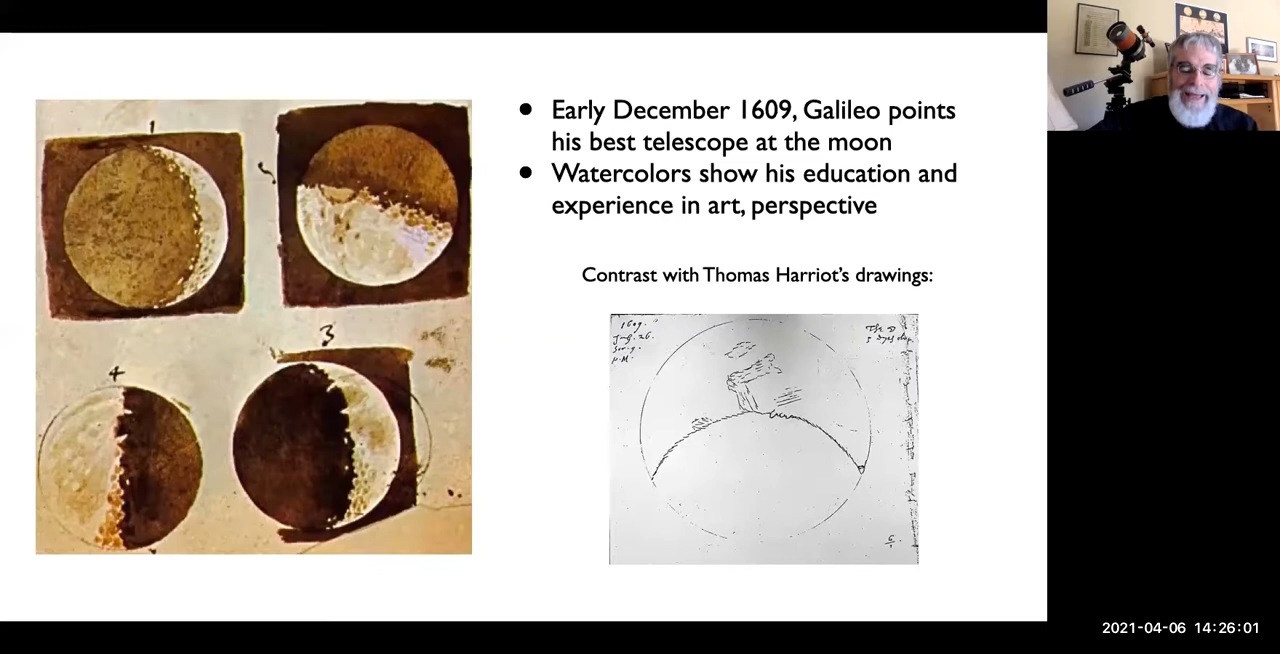 ● Early December 1609, Galileo points
his best telescope at the moon
● Watercolors show his education and
experience in art, perspective
Contrast with Thomas Harriot's drawings:
1
3
4
1609.
2021-04-06 14:26:01